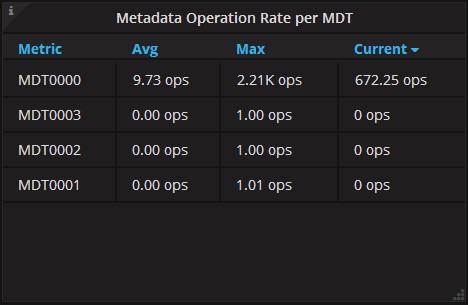 Metadata Operation Rate per MDT
Metric Avg Max Current
MDT0000 9.73 ops 2.21K ops 672.25 ops
MDT0003 0.00 ops 1.00 ops 0 ops
MDT0002 0.00 ops 1.00 ops 0 ops
MDT0001 0.00 ops 1.01 ops 0 ops